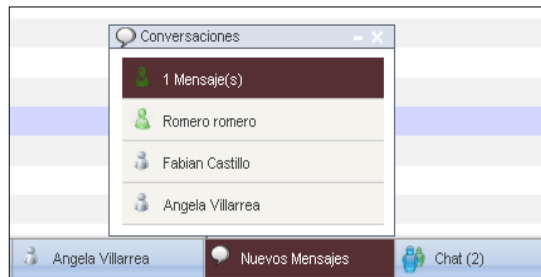 Conversaciones
1 Mensaje(s)
Romero romero
Fabian Castillo
Angela Villarrea
Angela Villarrea Nuevos Mensajes Chat (2)